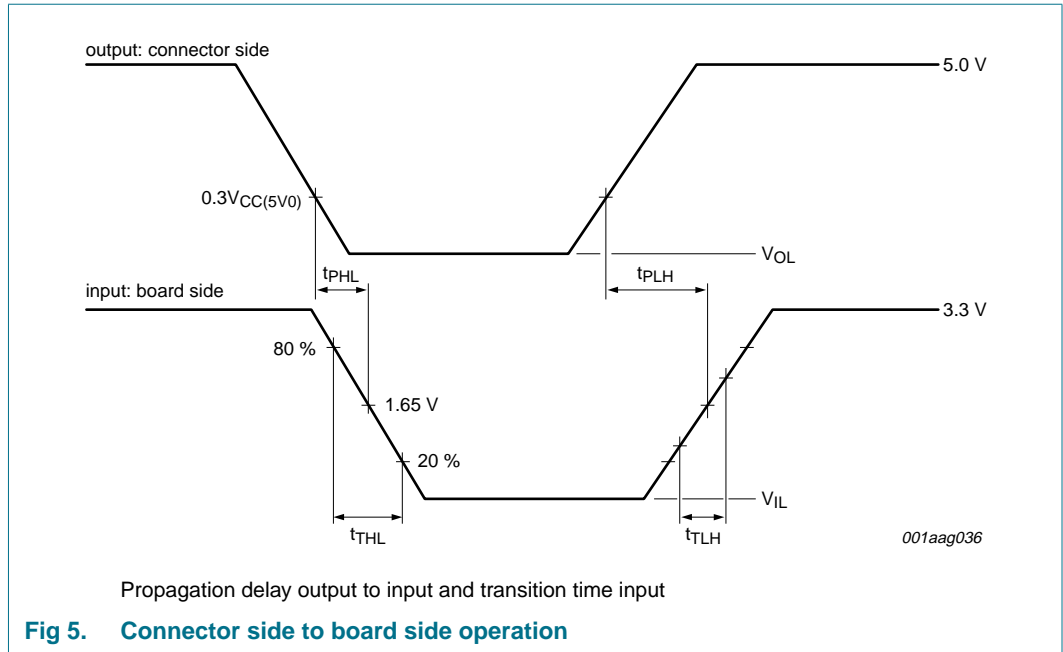 output: connector side
5.0 V
0.3VCC(5V0)
VOL
tPHL
tPLH
input: board side
3.3 V
80 %
1.65 V
20 %
VIL
tTHL
tTLH
001aag036
Propagation delay output to input and transition time input
Fig 5. Connector side to board side operation